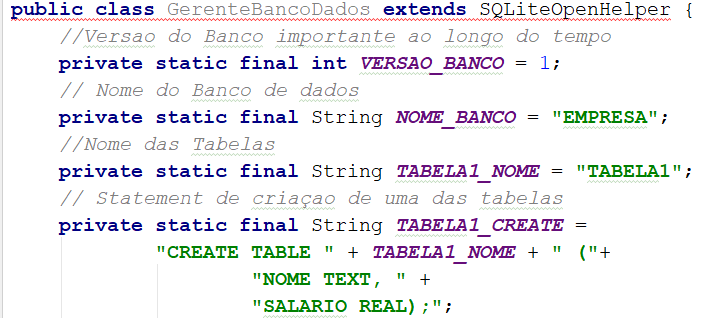 public class GerenteBancoDados extends SQLiteOpenHelper {
//Versao do Banco importante ao longo do tempo
private static final int VERSAO_BANCO = 1;
// Nome do Banco de dados
private static final String NOME_BANCO = "EMPRESA";
//Nome das Tabelas
private static final String TABELA1_NOME = "TABELA1";
// Statement de criaçao de uma das tabelas
private static final String TABELA1_CREATE =
"CREATE TABLE " + TABELA1_NOME + " ("+
"NOME TEXT, " +
"SALARIO REAL);";